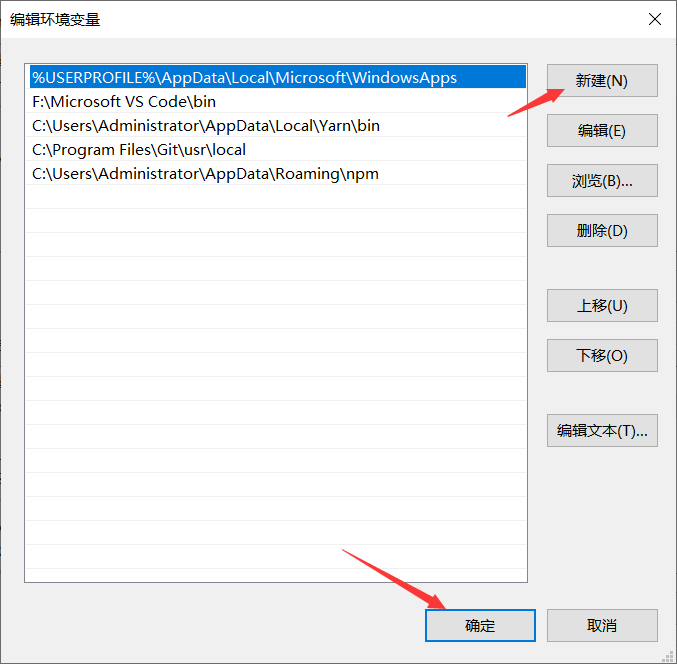 编辑环境变量
%USERPROFILE%\AppData\Local\Microsoft\WindowsApps
F:\Microsoft VS Code\bin
C:\Users\Administrator\AppData\Local\Yarn\bin
C:\Program Files\Git\usr\local
C:\Users\Administrator\AppData\Roaming\npm
新建(N)
编辑(E)
浏览(B)...
删除(D)
上移(U)
下移(O)
编辑文本(T)...
确定
取消